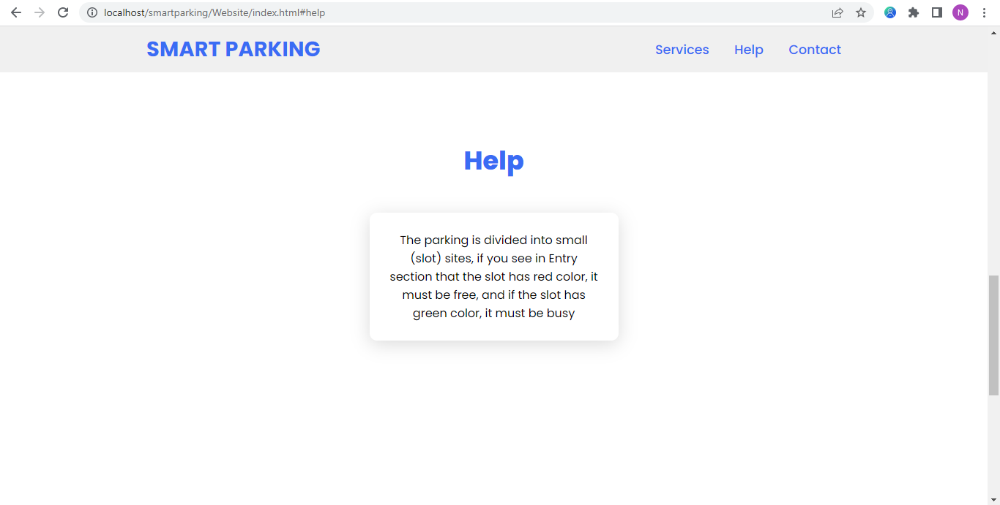 localhost/smartparking/Website/index.html#help
N
SMART PARKING
Services Help Contact
Help
The parking is divided into small
(slot) sites, if you see in Entry
section that the slot has red color, it
must be free, and if the slot has
green color, it must be busy